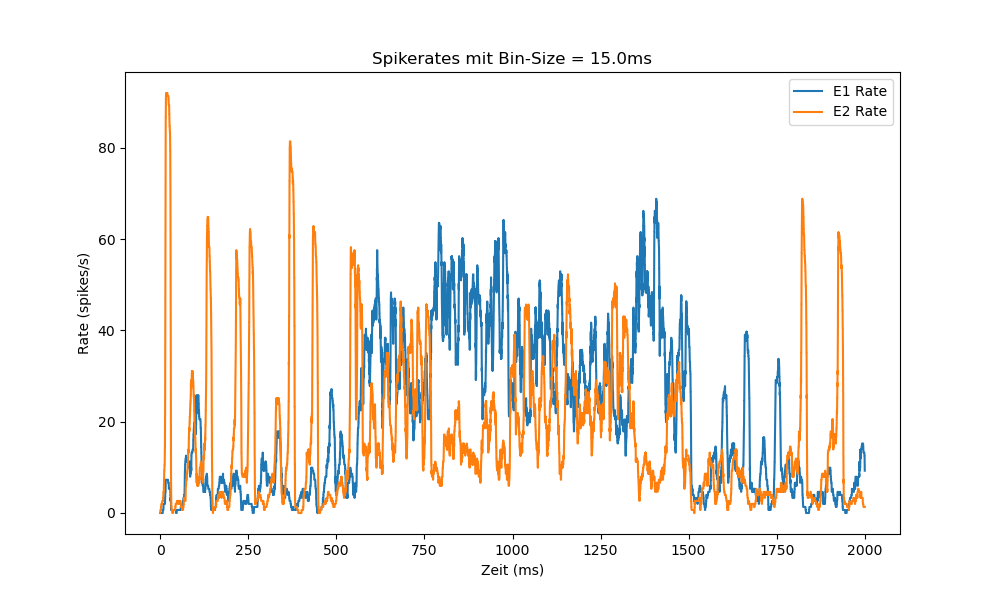 Spikerates mit Bin-Size = 15.0ms
E1 Rate
E2 Rate
80
60
40
20
0
Rate (spikes/s)
0 250 500 750 1000 1250 1500 1750 2000
Zeit (ms)